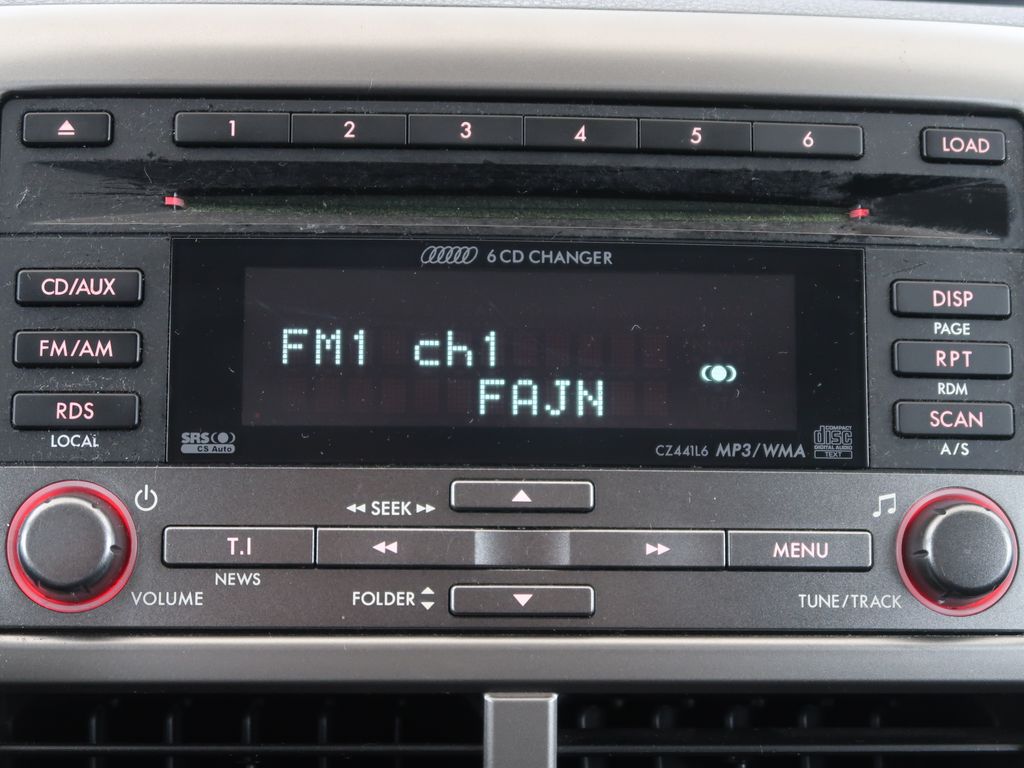 1 2 3 4 5 6 LOAD
6 CD CHANGER
CD/AUX
DISP
PAGE
FM/AM
FM1 ch1
RPT
RDM
RDS
FAJN
SCAN
LOCAL
SRS CS Auto
CZ441L6 MP3/WMA
COMPACT disc DIGITAL AUDIO TEXT
A/S
SEEK
T.I
MENU
NEWS
VOLUME
FOLDER
TUNE/TRACK